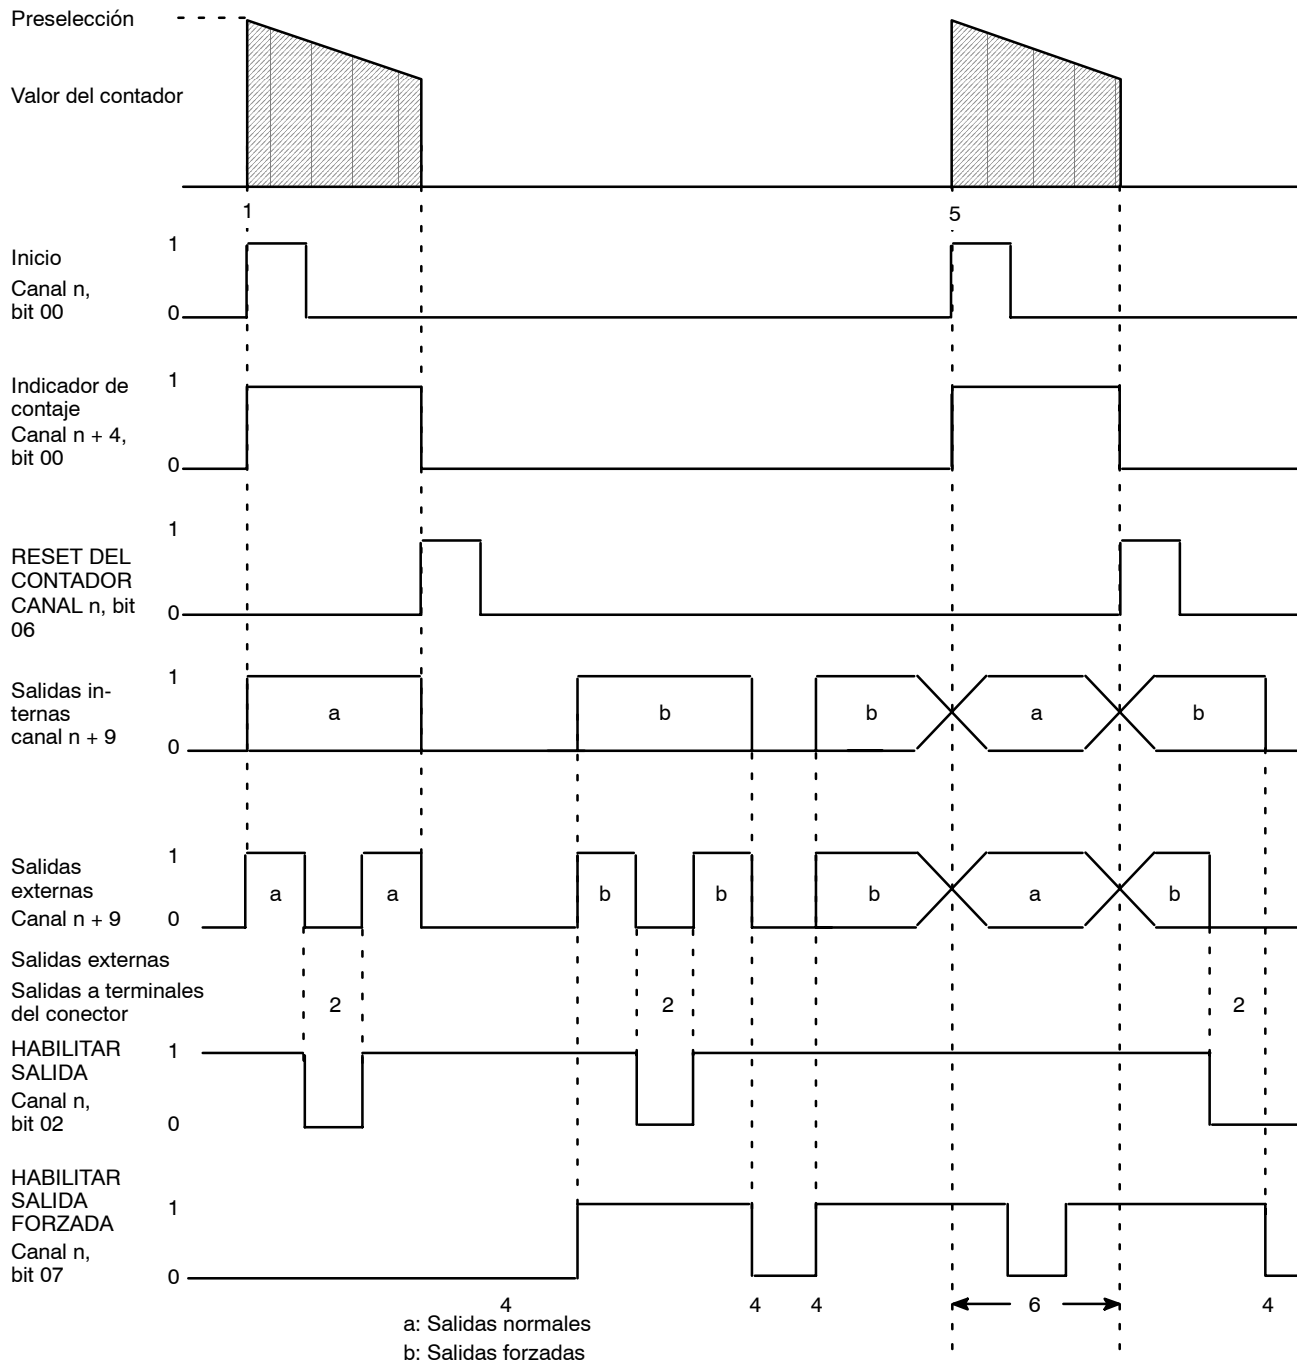 Preselección
Valor del contador
1
5
Inicio
Canal n,
bit 00
1
0
Indicador de
contaje
Canal n + 4,
bit 00
1
0
RESET DEL
CONTADOR
CANAL n, bit
06
1
0
Salidas in-
ternas
canal n + 9
1
0
a
b
b
a
b
Salidas
externas
Canal n + 9
1
0
a
a
b
b
b
a
b
Salidas externas
Salidas a terminales
del conector
2
2
2
HABILITAR
SALIDA
Canal n,
bit 02
1
0
HABILITAR
SALIDA
FORZADA
Canal n,
bit 07
1
0
4
4
4
6
4
a: Salidas normales
b: Salidas forzadas